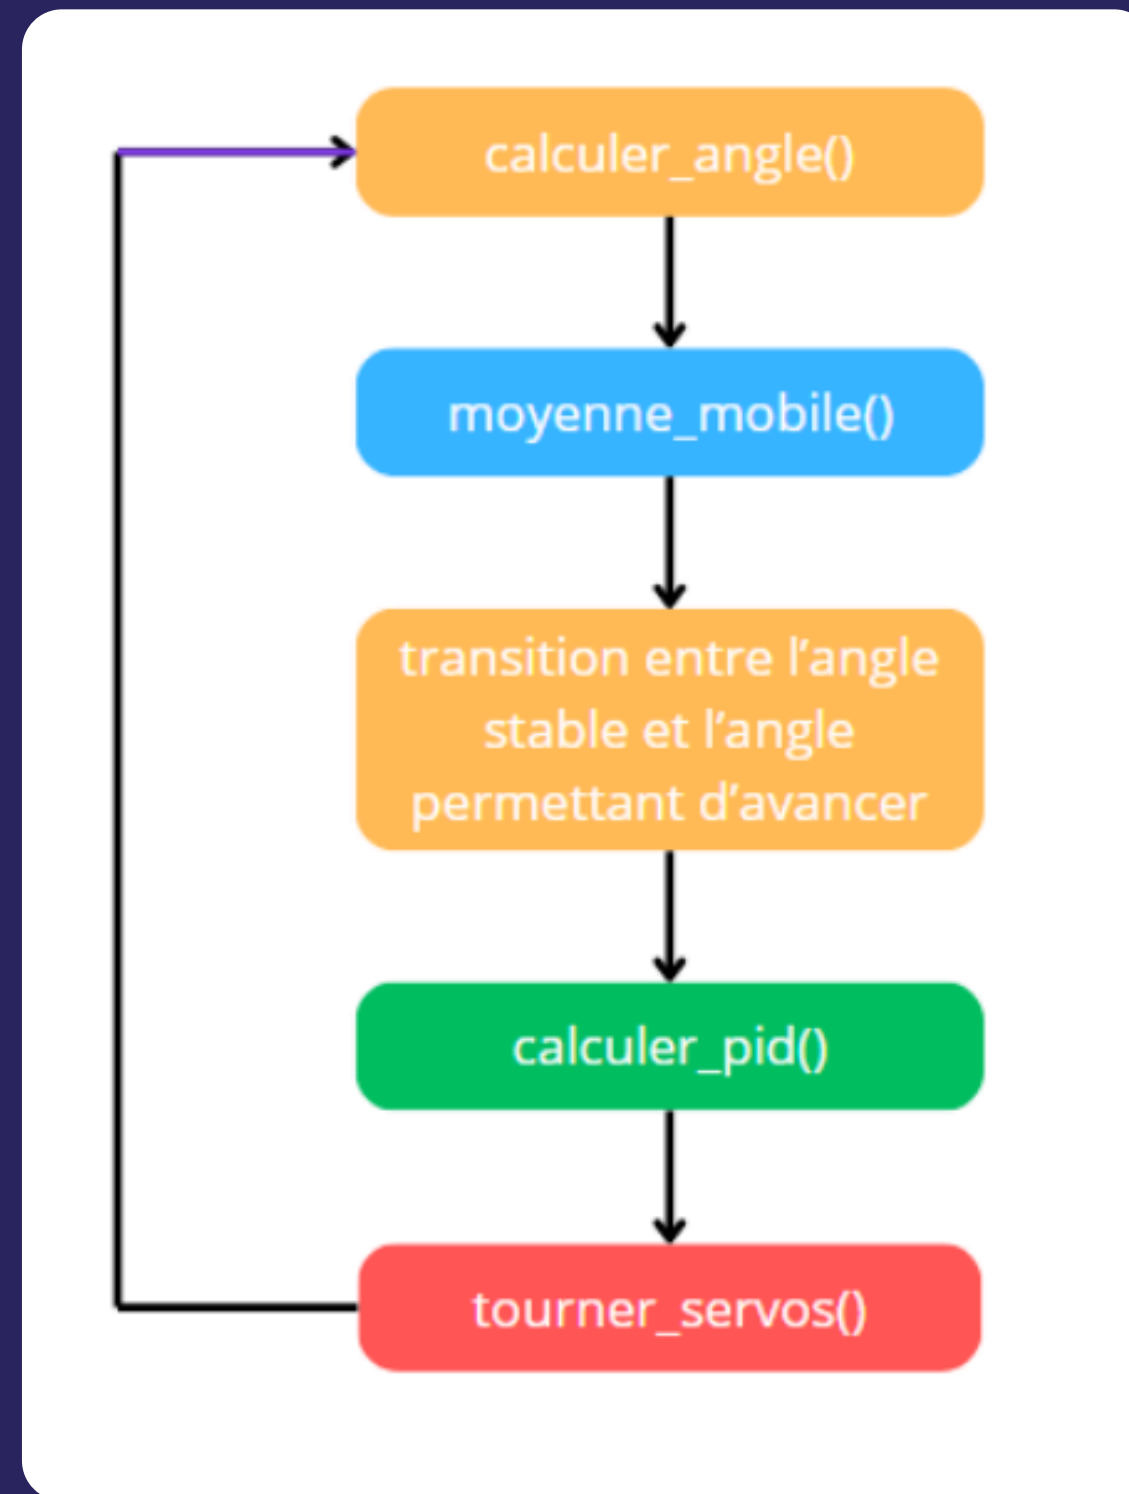 calculer_angle()
moyenne_mobile()
transition entre l’angle
stable et l’angle
permettant d’avancer
calculer_pid()
tourner_servos()